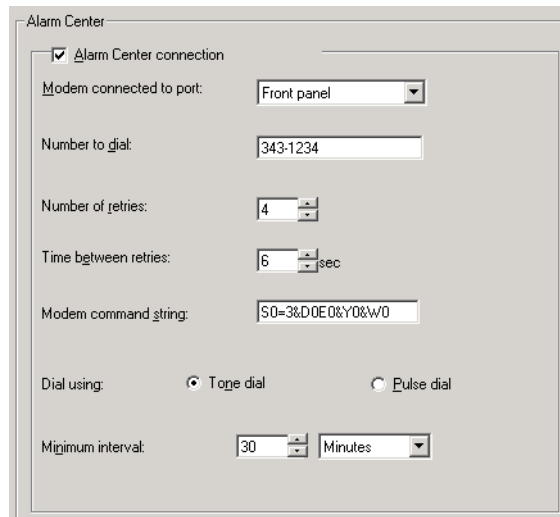 Alarm Center
Alarm Center connection
Modem connected to port: Front panel
Number to dial: 343-1234
Number of retries: 4
Time between retries: 6 sec
Modem command string: S0=3&D0E0&Y0&W0
Dial using: Tone dial Pulse dial
Minimum interval: 30 Minutes